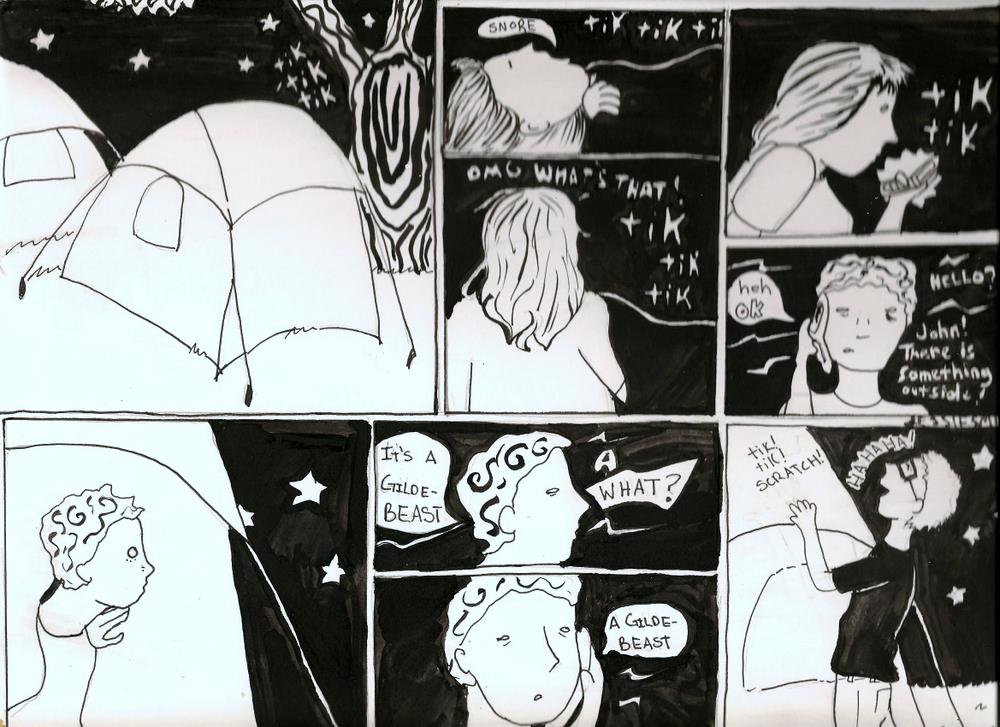 SNORE
tiK tiK ti
OMG WHAT'S THAT!
tiK
tiK
tiK
tiK
tiK
heh
OK
HELLO?
John!
There is
Something
outside!
IT'S A
GILDE-
BEAST
A
WHAT?
A GILDE-
BEAST
tiK!
tiK!
SCRATCH!
HAHAHA!